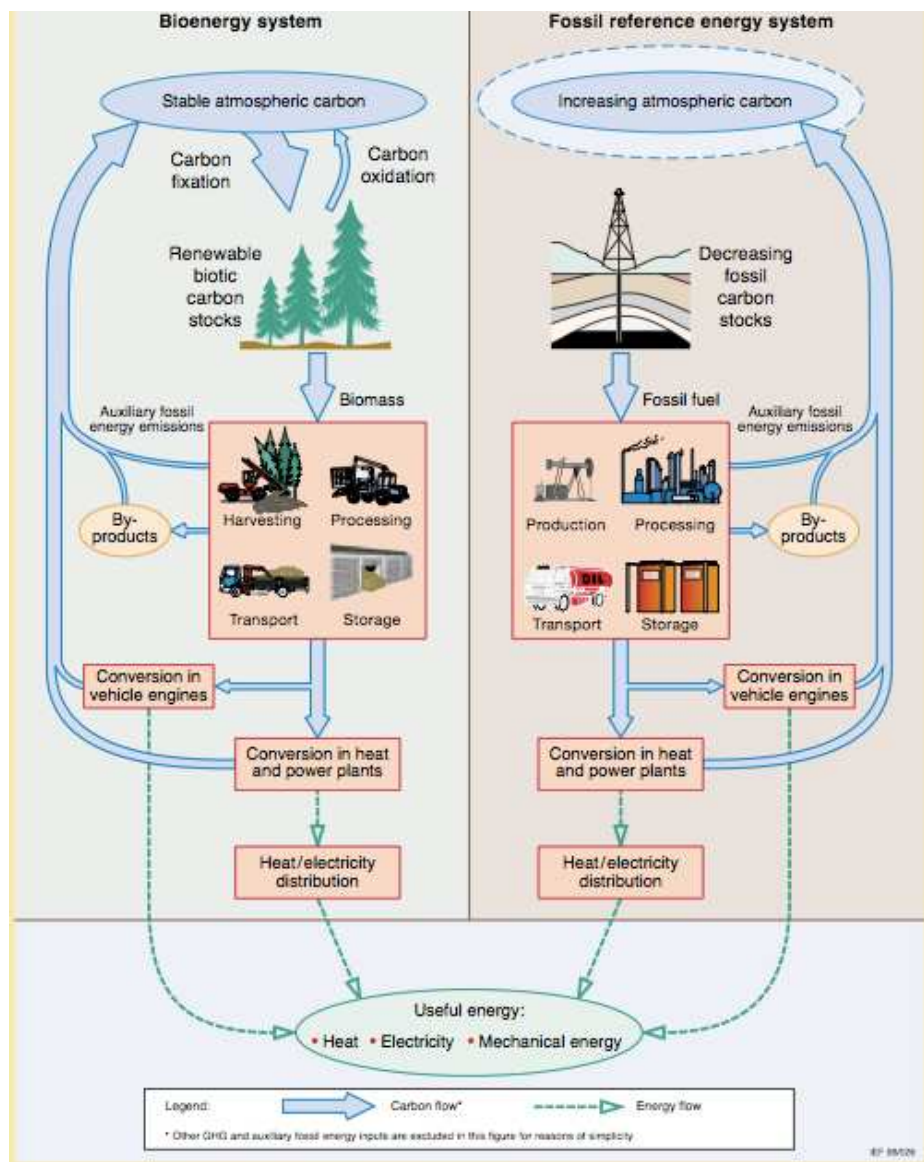 Bioenergy system
Stable atmospheric carbon
Carbon
fixation
Carbon
oxidation
Renewable
biotic
carbon
stocks
Biomass
Auxiliary fossil
energy emissions
Harvesting
Processing
By-
products
Transport
Storage
Conversion in
vehicle engines
Conversion in heat
and power plants
Heat/electricity
distribution
Fossil reference energy system
Increasing atmospheric carbon
Decreasing
fossil
carbon
stocks
Fossil fuel
Auxiliary fossil
energy emissions
Production
Processing
By-
products
OIL
Transport
Storage
Conversion in
vehicle engines
Conversion in heat
and power plants
Heat/electricity
distribution
Useful energy:
• Heat • Electricity • Mechanical energy
Legend: Carbon flow* Energy flow
* Other GHG and auxiliary fossil energy inputs are excluded in this figure for reasons of simplicity